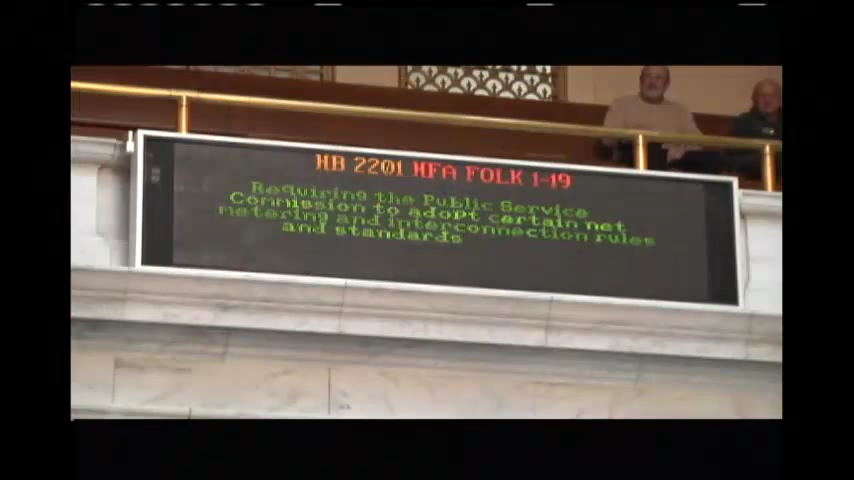 HB 2201 HFA FOLK 1-19
Requiring the Public Service
Commission to adopt certain net
metering and interconnection rules
and standards